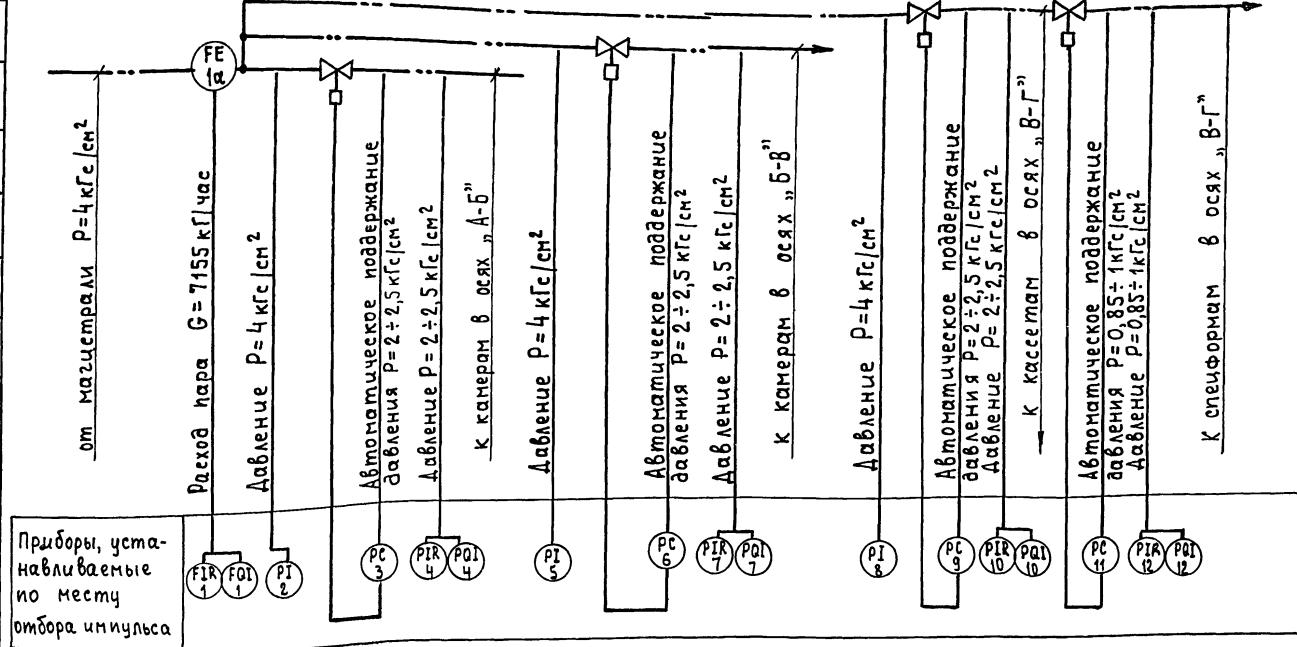 FE
1а
от магистрали P=4 кГс/см²
Расход пара G=7155 кГ/час
Давление P=4 кГс/см²
Автоматическое поддержание
давления P=2÷2,5 кГс/см²
Давление P=2÷2,5 кГс/см²
к камерам в осях „А-Б”
Давление P=4 кГс/см²
Автоматическое поддержание
давления P=2÷2,5 кГс/см²
Давление P=2÷2,5 кГс/см²
к камерам в осях „Б-В”
Давление P=4 кГс/см²
Автоматическое поддержание
давления P=2÷2,5 кГс/см²
Давление P=2÷2,5 кГс/см²
к кассетам в осях „В-Г”
Автоматическое поддержание
давления P=0,85÷1 кГс/см²
Давление P=0,85÷1 кГс/см²
К спецформам в осях „В-Г”
Приборы, уста-
навливаемые
по месту
отбора импульса
FIR
1
FQI
1
PI
2
PC
3
PIR
4
PQI
4
PI
5
PC
6
PIR
7
PQI
7
PI
8
PC
9
PIR
10
PQI
10
PC
11
PIR
12
PQI
12